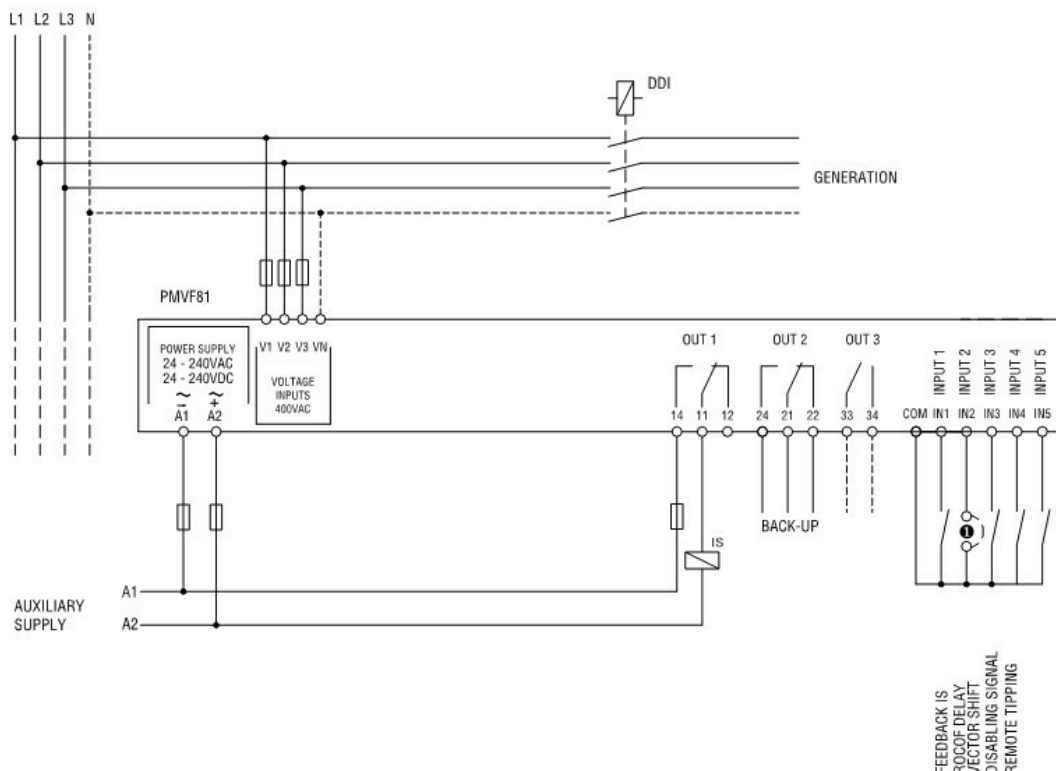 L1 L2 L3 N
DDI
GENERATION
PMVF81
POWER SUPPLY
24 - 240VAC
24 - 240VDC
~ ~
− +
A1 A2
V1 V2 V3 VN
VOLTAGE
INPUTS
400VAC
OUT 1
OUT 2
OUT 3
14 11 12
24 21 22
33 34
INPUT 1
INPUT 2
INPUT 3
INPUT 4
INPUT 5
COM IN1 IN2 IN3 IN4 IN5
BACK-UP
IS
1
AUXILIARY
SUPPLY
A1
A2
FEEDBACK IS
ROCOF DELAY
VECTOR SHIFT
DISABLING SIGNAL
REMOTE TIPPING